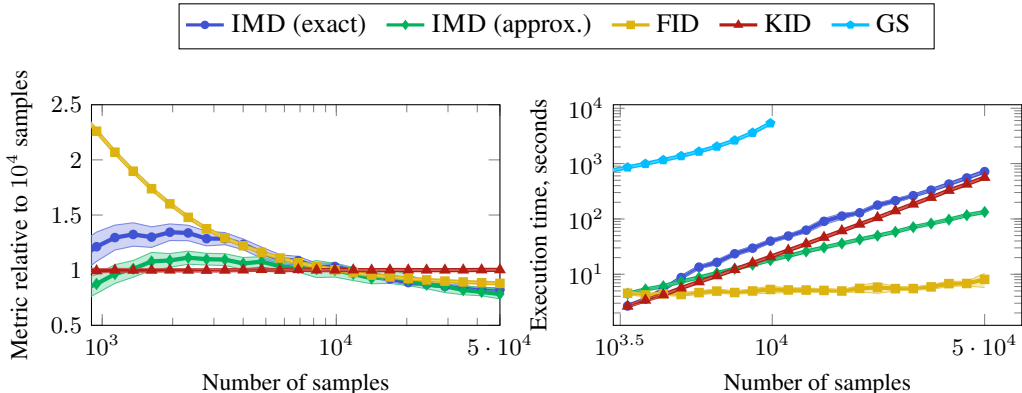 IMD (exact) IMD (approx.) FID KID GS
Metric relative to 10⁴ samples
2.5
2
1.5
1
0.5
10³ 10⁴ 5 · 10⁴
Number of samples
Execution time, seconds
10⁴
10³
10²
10¹
10³·⁵ 10⁴ 5 · 10⁴
Number of samples